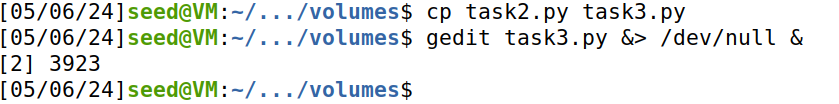 [05/06/24]seed@VM:~/.../volumes$ cp task2.py task3.py
[05/06/24]seed@VM:~/.../volumes$ gedit task3.py &> /dev/null &
[2] 3923
[05/06/24]seed@VM:~/.../volumes$